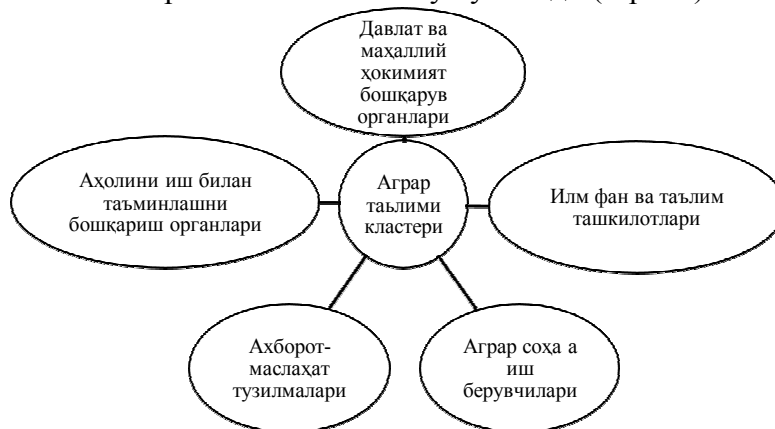 Давлат ва
маҳаллий
ҳокимият
бошқарув
органлари
Аҳолини иш билан
таъминлашни
бошқариш органлари
Аграр
таьлими
кластери
Илм фан ва таълим
ташкилотлари
Ахборот-
маслаҳат
тузилмалари
Аграр соҳа а
иш
берувчилари